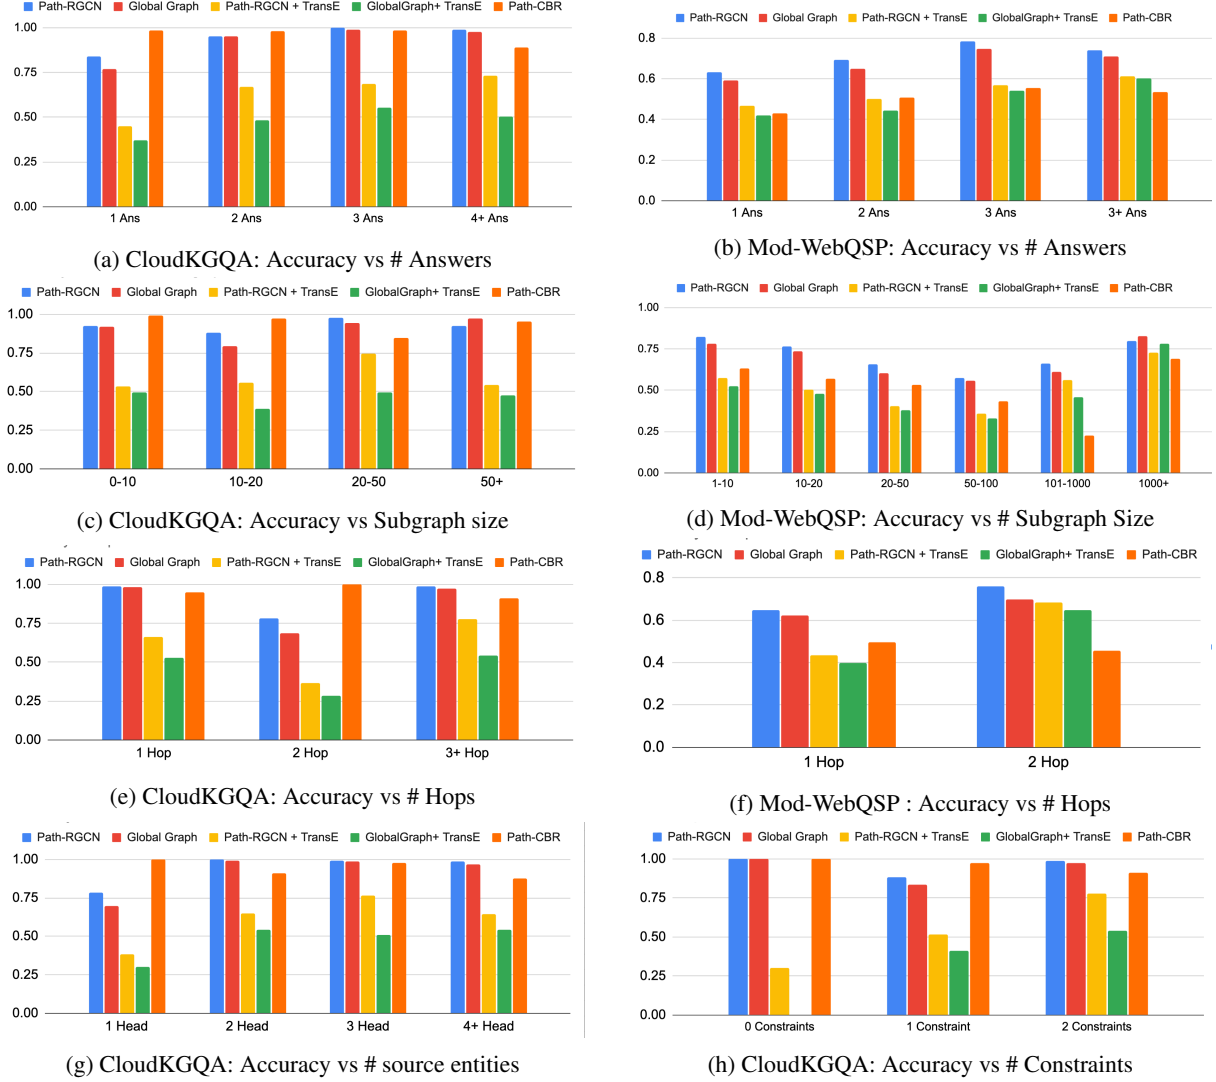 Path-RGCN Global Graph Path-RGCN + TransE GlobalGraph+ TransE Path-CBR
1.00
0.75
0.50
0.25
0.00
1 Ans 2 Ans 3 Ans 4+ Ans
(a) CloudKGQA: Accuracy vs # Answers
Path-RGCN Global Graph Path-RGCN + TransE GlobalGraph+ TransE Path-CBR
0.8
0.6
0.4
0.2
0.0
1 Ans 2 Ans 3 Ans 3+ Ans
(b) Mod-WebQSP: Accuracy vs # Answers
Path-RGCN Global Graph Path-RGCN + TransE GlobalGraph+ TransE Path-CBR
1.00
0.75
0.50
0.25
0.00
0-10 10-20 20-50 50+
(c) CloudKGQA: Accuracy vs Subgraph size
Path-RGCN Global Graph Path-RGCN + TransE GlobalGraph+ TransE Path-CBR
1.00
0.75
0.50
0.25
0.00
1-10 10-20 20-50 50-100 101-1000 1000+
(d) Mod-WebQSP: Accuracy vs # Subgraph Size
Path-RGCN Global Graph Path-RGCN + TransE GlobalGraph+ TransE Path-CBR
1.00
0.75
0.50
0.25
0.00
1 Hop 2 Hop 3+ Hop
(e) CloudKGQA: Accuracy vs # Hops
Path-RGCN Global Graph Path-RGCN + TransE GlobalGraph+ TransE Path-CBR
0.8
0.6
0.4
0.2
0.0
1 Hop 2 Hop
(f) Mod-WebQSP : Accuracy vs # Hops
Path-RGCN Global Graph Path-RGCN + TransE GlobalGraph+ TransE Path-CBR
1.00
0.75
0.50
0.25
0.00
1 Head 2 Head 3 Head 4+ Head
(g) CloudKGQA: Accuracy vs # source entities
Path-RGCN Global Graph Path-RGCN + TransE GlobalGraph+ TransE Path-CBR
1.00
0.75
0.50
0.25
0.00
0 Constraints 1 Constraint 2 Constraints
(h) CloudKGQA: Accuracy vs # Constraints